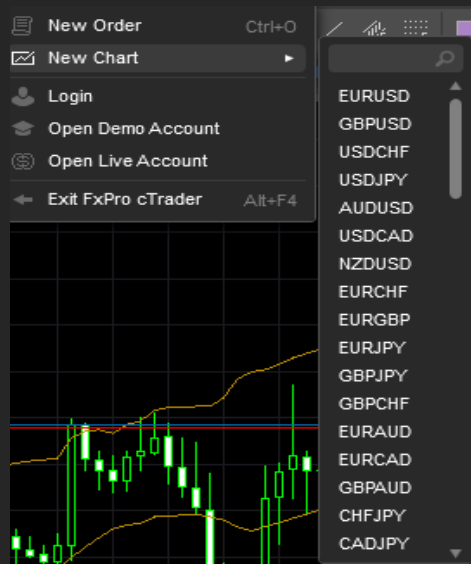 New Order Ctrl+O
New Chart
Login
Open Demo Account
Open Live Account
Exit FxPro cTrader Alt+F4
EURUSD
GBPUSD
USDCHF
USDJPY
AUDUSD
USDCAD
NZDUSD
EURCHF
EURGBP
EURJPY
GBPJPY
GBPCHF
EURAUD
EURCAD
GBPAUD
CHFJPY
CADJPY